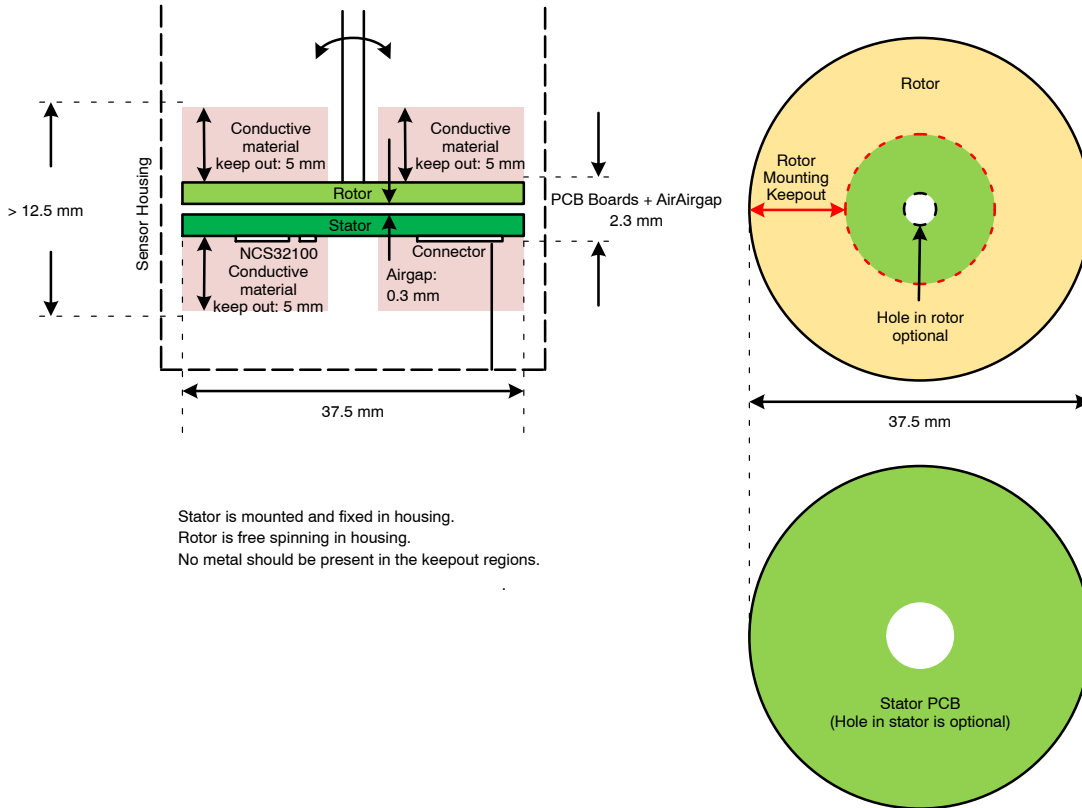 Conductive
material
keep out: 5 mm
Conductive
material
keep out: 5 mm
Rotor
Stator
NCS32100
Conductive
material
keep out: 5 mm
Connector
Airgap:
0.3 mm
> 12.5 mm
Sensor Housing
PCB Boards + AirAirgap
2.3 mm
37.5 mm
Stator is mounted and fixed in housing.
Rotor is free spinning in housing.
No metal should be present in the keepout regions.
.
Rotor
Rotor
Mounting
Keepout
Hole in rotor
optional
37.5 mm
Stator PCB
(Hole in stator is optional)